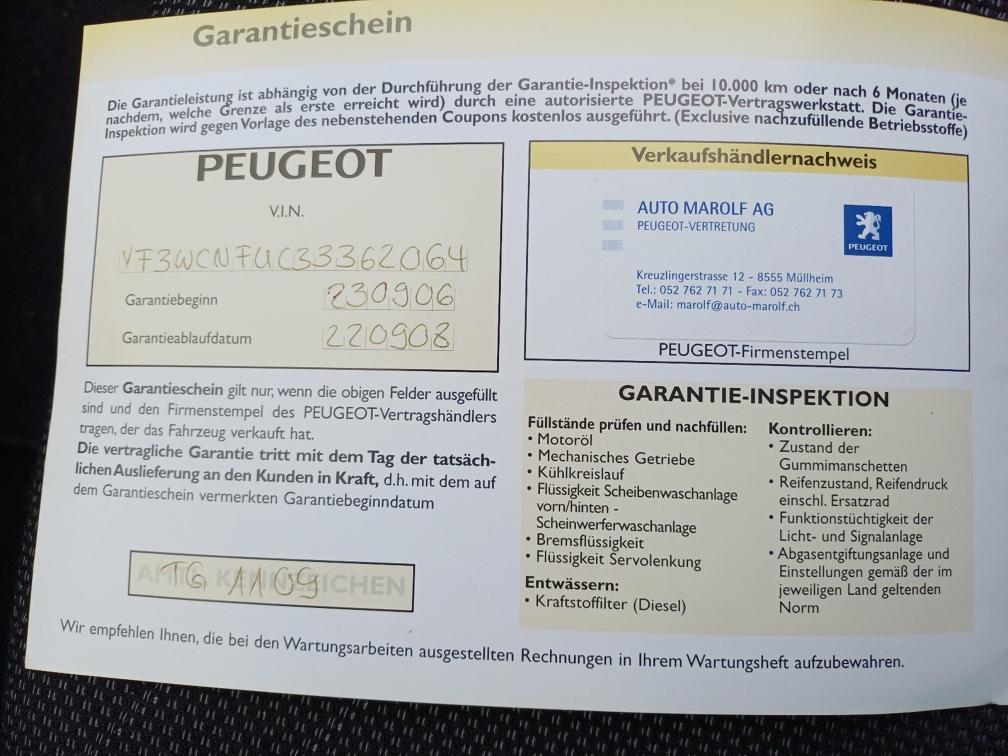 Garantieschein
Die Garantieleistung ist abhängig von der Durchführung der Garantie-Inspektion* bei 10.000 km oder nach 6 Monaten (je
nachdem, welche Grenze als erste erreicht wird) durch eine autorisierte PEUGEOT-Vertragswerkstatt. Die Garantie-
Inspektion wird gegen Vorlage des nebenstehenden Coupons kostenlos ausgeführt. (Exclusive nachzufüllende Betriebsstoffe)
PEUGEOT
V.I.N.
VF3WCNFUC33362064
Garantiebeginn 230906
Garantieablaufdatum 220908
Dieser Garantieschein gilt nur, wenn die obigen Felder ausgefüllt
sind und den Firmenstempel des PEUGEOT-Vertragshändlers
tragen, der das Fahrzeug verkauft hat.
Die vertragliche Garantie tritt mit dem Tag der tatsäch-
lichen Auslieferung an den Kunden in Kraft, d.h. mit dem auf
dem Garantieschein vermerkten Garantiebeginndatum
AMTL. KENNZEICHEN
TG 1109
Verkaufshändlernachweis
AUTO MAROLF AG
PEUGEOT-VERTRETUNG
PEUGEOT
Kreuzlingerstrasse 12 - 8555 Müllheim
Tel.: 052 762 71 71 - Fax: 052 762 71 73
e-Mail: marolf@auto-marolf.ch
PEUGEOT-Firmenstempel
GARANTIE-INSPEKTION
Füllstände prüfen und nachfüllen:
• Motoröl
• Mechanisches Getriebe
• Kühlkreislauf
• Flüssigkeit Scheibenwaschanlage
vorn/hinten -
Scheinwerferwaschanlage
• Bremsflüssigkeit
• Flüssigkeit Servolenkung
Entwässern:
• Kraftstoffilter (Diesel)
Kontrollieren:
• Zustand der
Gummimanschetten
• Reifenzustand, Reifendruck
einschl. Ersatzrad
• Funktionstüchtigkeit der
Licht- und Signalanlage
• Abgasentgiftungsanlage und
Einstellungen gemäß der im
jeweiligen Land geltenden
Norm
Wir empfehlen Ihnen, die bei den Wartungsarbeiten ausgestellten Rechnungen in Ihrem Wartungsheft aufzubewahren.